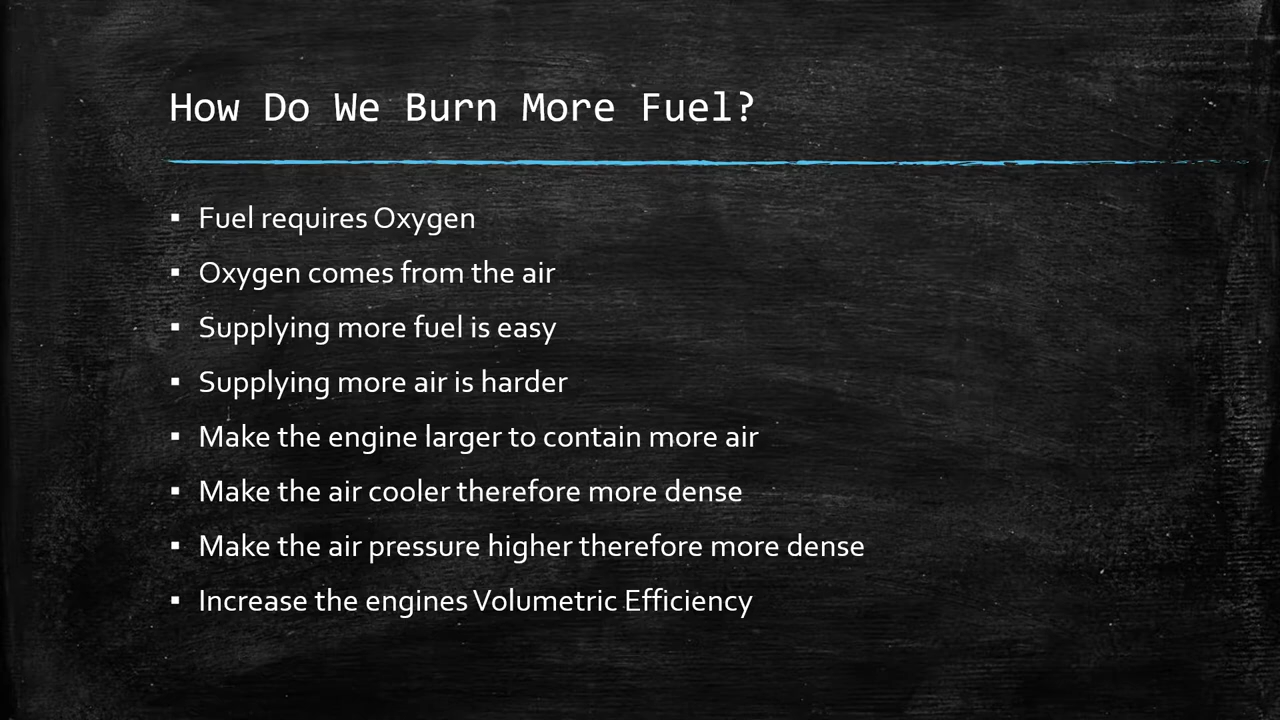 How Do We Burn More Fuel?
▪ Fuel requires Oxygen
▪ Oxygen comes from the air
▪ Supplying more fuel is easy
▪ Supplying more air is harder
▪ Make the engine larger to contain more air
▪ Make the air cooler therefore more dense
▪ Make the air pressure higher therefore more dense
▪ Increase the engines Volumetric Efficiency